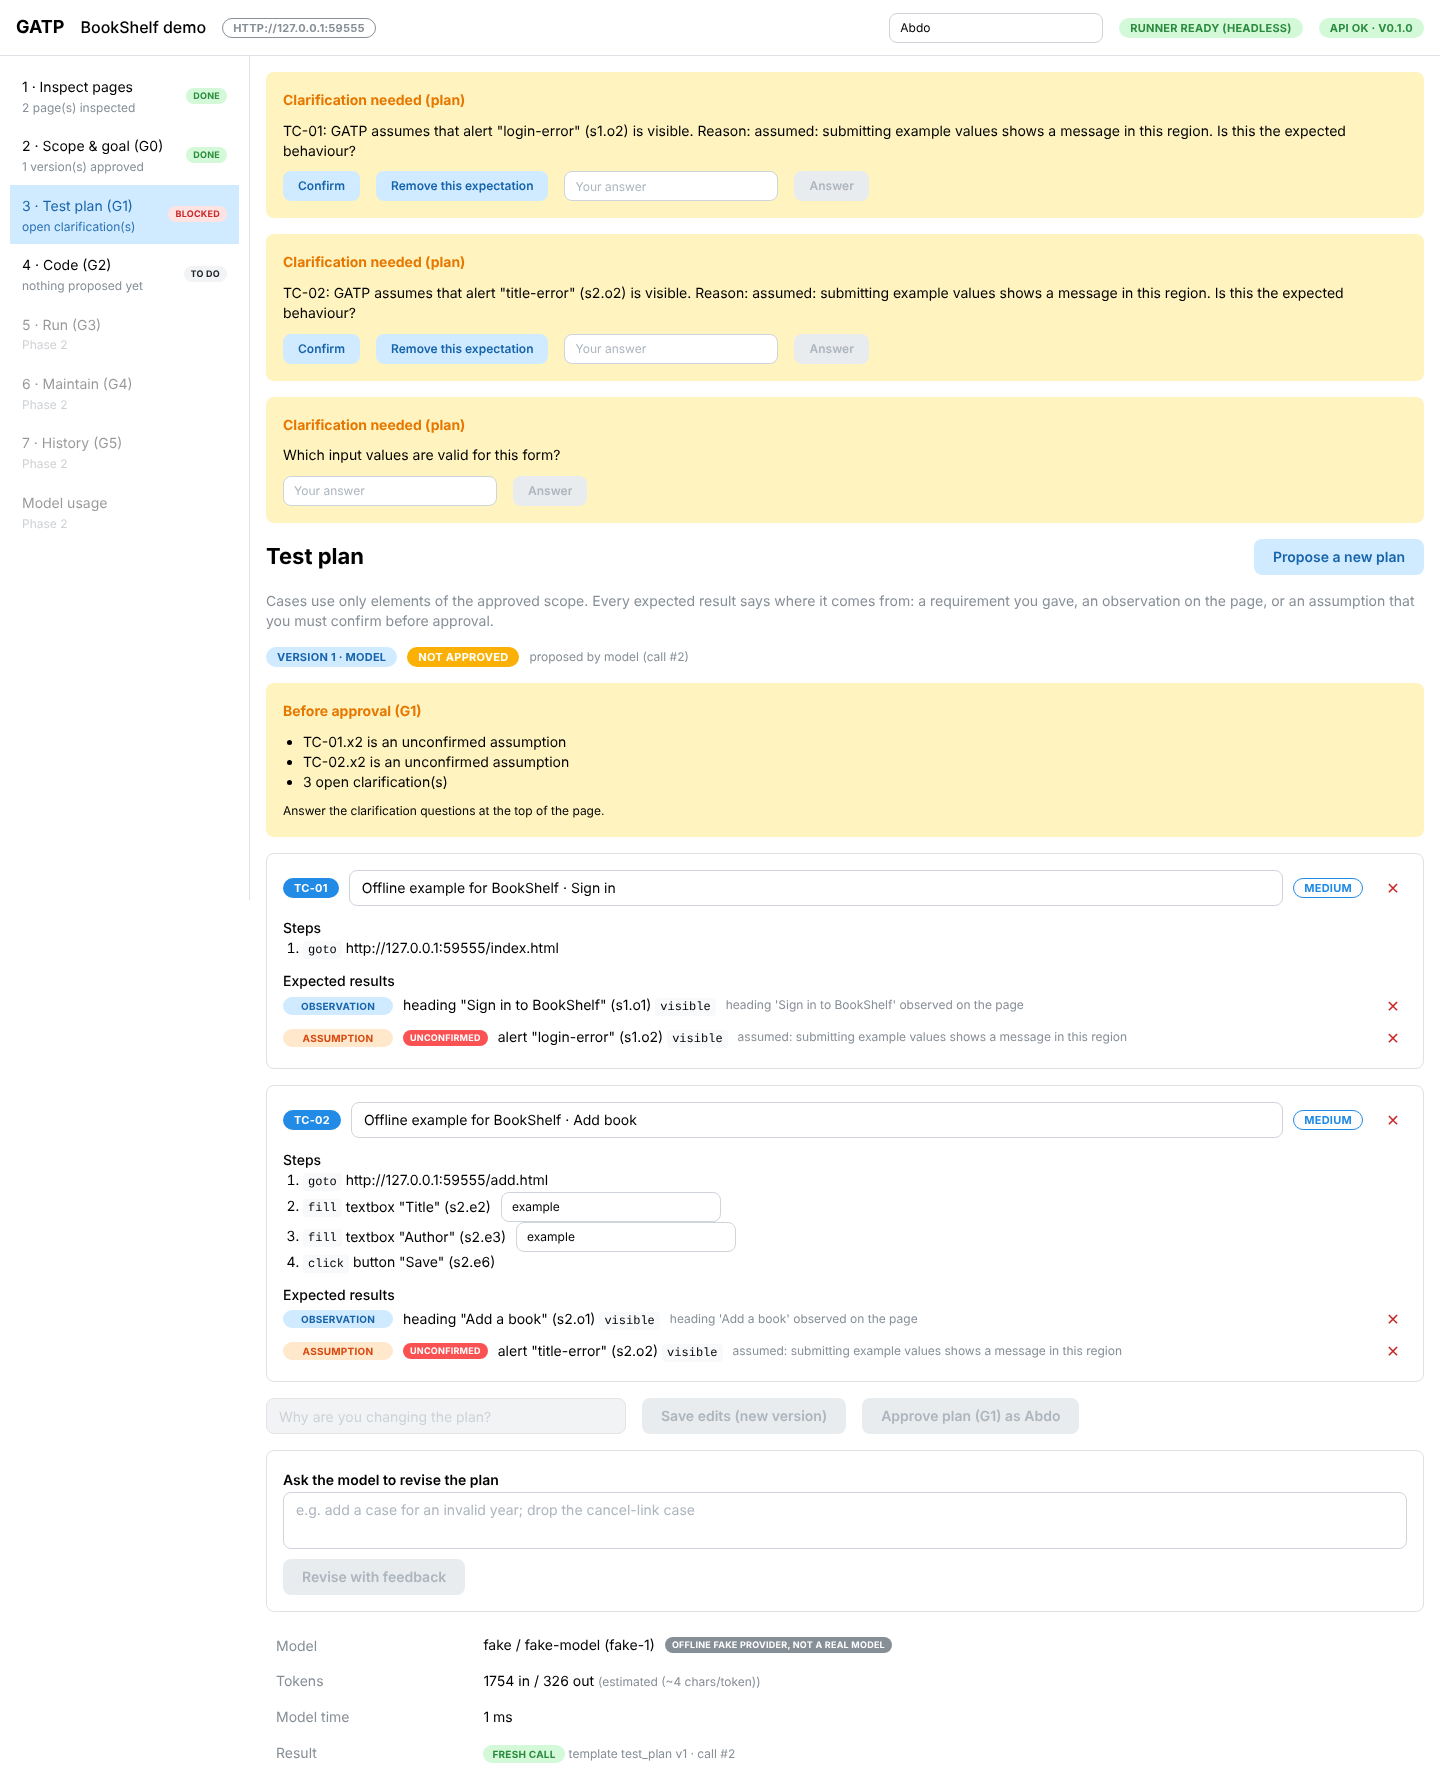 GATP BookShelf demo HTTP://127.0.0.1:59555 Abdo RUNNER READY (HEADLESS) API OK · V0.1.0
1 · Inspect pages
2 page(s) inspected
DONE
2 · Scope & goal (G0)
1 version(s) approved
DONE
3 · Test plan (G1)
open clarification(s)
BLOCKED
4 · Code (G2)
nothing proposed yet
TO DO
5 · Run (G3)
Phase 2
6 · Maintain (G4)
Phase 2
7 · History (G5)
Phase 2
Model usage
Phase 2
Clarification needed (plan)
TC-01: GATP assumes that alert "login-error" (s1.o2) is visible. Reason: assumed: submitting example values shows a message in this region. Is this the expected
behaviour?
Confirm Remove this expectation Your answer Answer
Clarification needed (plan)
TC-02: GATP assumes that alert "title-error" (s2.o2) is visible. Reason: assumed: submitting example values shows a message in this region. Is this the expected
behaviour?
Confirm Remove this expectation Your answer Answer
Clarification needed (plan)
Which input values are valid for this form?
Your answer Answer
Test plan Propose a new plan
Cases use only elements of the approved scope. Every expected result says where it comes from: a requirement you gave, an observation on the page, or an assumption that
you must confirm before approval.
VERSION 1 · MODEL NOT APPROVED proposed by model (call #2)
Before approval (G1)
• TC-01.x2 is an unconfirmed assumption
• TC-02.x2 is an unconfirmed assumption
• 3 open clarification(s)
Answer the clarification questions at the top of the page.
TC-01 Offline example for BookShelf · Sign in MEDIUM ✕
Steps
1. goto http://127.0.0.1:59555/index.html
Expected results
OBSERVATION heading "Sign in to BookShelf" (s1.o1) visible heading 'Sign in to BookShelf' observed on the page ✕
ASSUMPTION UNCONFIRMED alert "login-error" (s1.o2) visible assumed: submitting example values shows a message in this region ✕
TC-02 Offline example for BookShelf · Add book MEDIUM ✕
Steps
1. goto http://127.0.0.1:59555/add.html
2. fill textbox "Title" (s2.e2) example
3. fill textbox "Author" (s2.e3) example
4. click button "Save" (s2.e6)
Expected results
OBSERVATION heading "Add a book" (s2.o1) visible heading 'Add a book' observed on the page ✕
ASSUMPTION UNCONFIRMED alert "title-error" (s2.o2) visible assumed: submitting example values shows a message in this region ✕
Why are you changing the plan? Save edits (new version) Approve plan (G1) as Abdo
Ask the model to revise the plan
e.g. add a case for an invalid year; drop the cancel-link case
Revise with feedback
Model fake / fake-model (fake-1) OFFLINE FAKE PROVIDER, NOT A REAL MODEL
Tokens 1754 in / 326 out (estimated (~4 chars/token))
Model time 1 ms
Result FRESH CALL template test_plan v1 · call #2